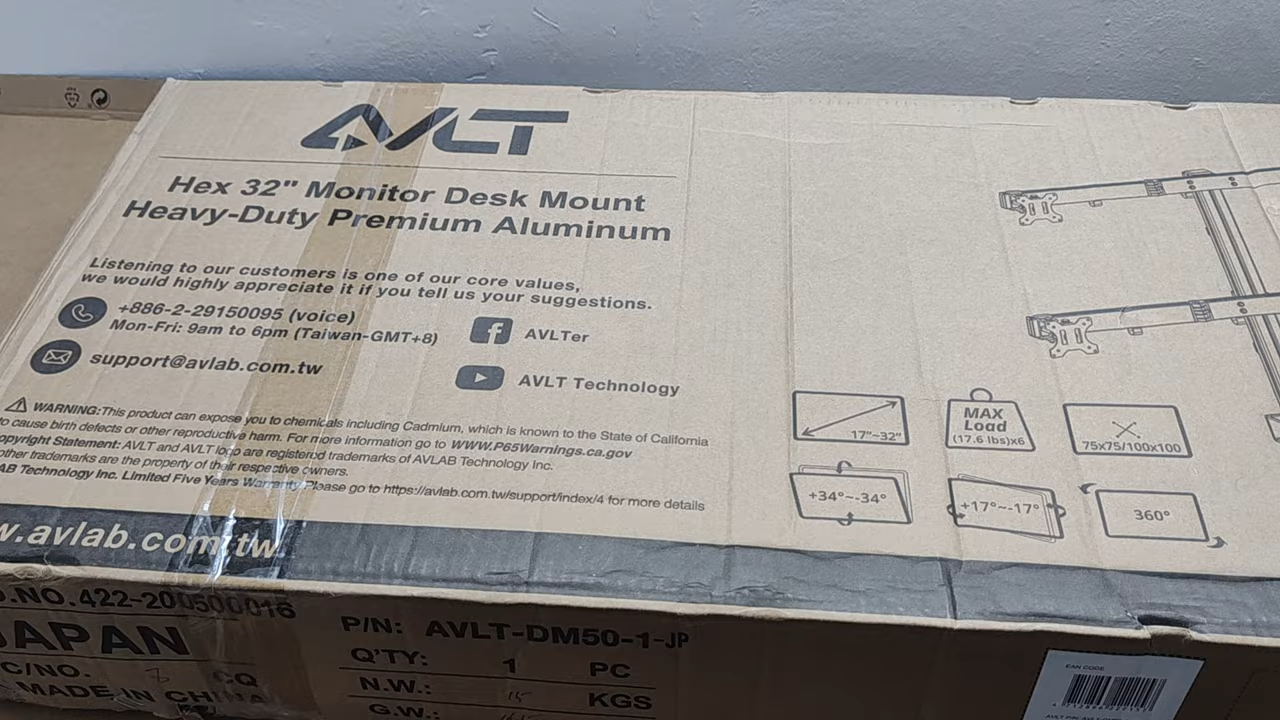 AVLT
Hex 32" Monitor Desk Mount
Heavy-Duty Premium Aluminum
Listening to our customers is one of our core values,
we would highly appreciate it if you tell us your suggestions.
+886-2-29150095 (voice)
Mon-Fri: 9am to 6pm (Taiwan-GMT+8)
support@avlab.com.tw
AVLTer
AVLT Technology
WARNING:This product can expose you to chemicals including Cadmium, which is known to the State of California
to cause birth defects or other reproductive harm. For more information go to WWW.P65Warnings.ca.gov
opyright Statement: AVLT and AVLT logo are registered trademarks of AVLAB Technology Inc.
other trademarks are the property of their respective owners.
AB Technology Inc. Limited Five Years Warranty Please go to https://avlab.com.tw/support/index/4 for more details
17"~32"
MAX
Load
(17.6 lbs)x6
75x75/100x100
+34°~-34°
+17°~-17°
360°
w.avlab.com.tw
.NO.422-200500016
JAPAN
C/NO. CQ
MADE IN CHINA
P/N: AVLT-DM50-1-JP
Q'TY: 1 PC
N.W.: 15 KGS
G.W.:
EAN CODE